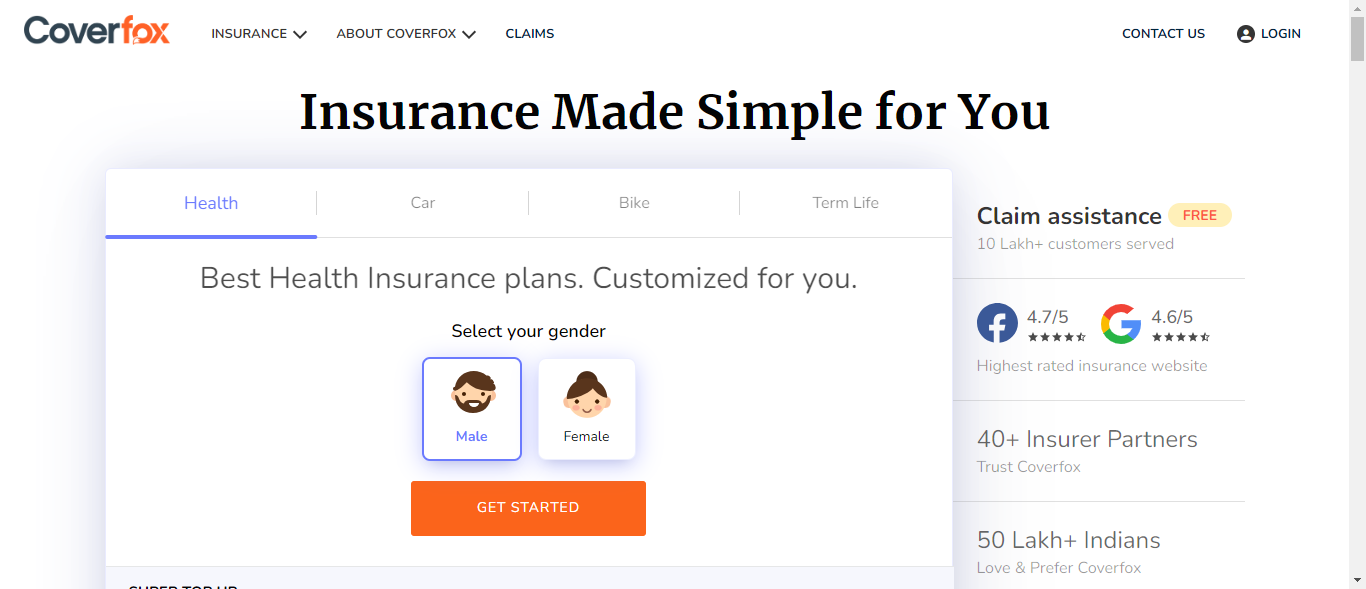 Coverfox
INSURANCE
ABOUT COVERFOX
CLAIMS
CONTACT US
LOGIN
Insurance Made Simple for You
Health
Car
Bike
Term Life
Best Health Insurance plans. Customized for you.
Select your gender
Male
Female
GET STARTED
SUPER TOP UP
Claim assistance FREE
10 Lakh+ customers served
4.7/5
4.6/5
Highest rated insurance website
40+ Insurer Partners
Trust Coverfox
50 Lakh+ Indians
Love & Prefer Coverfox